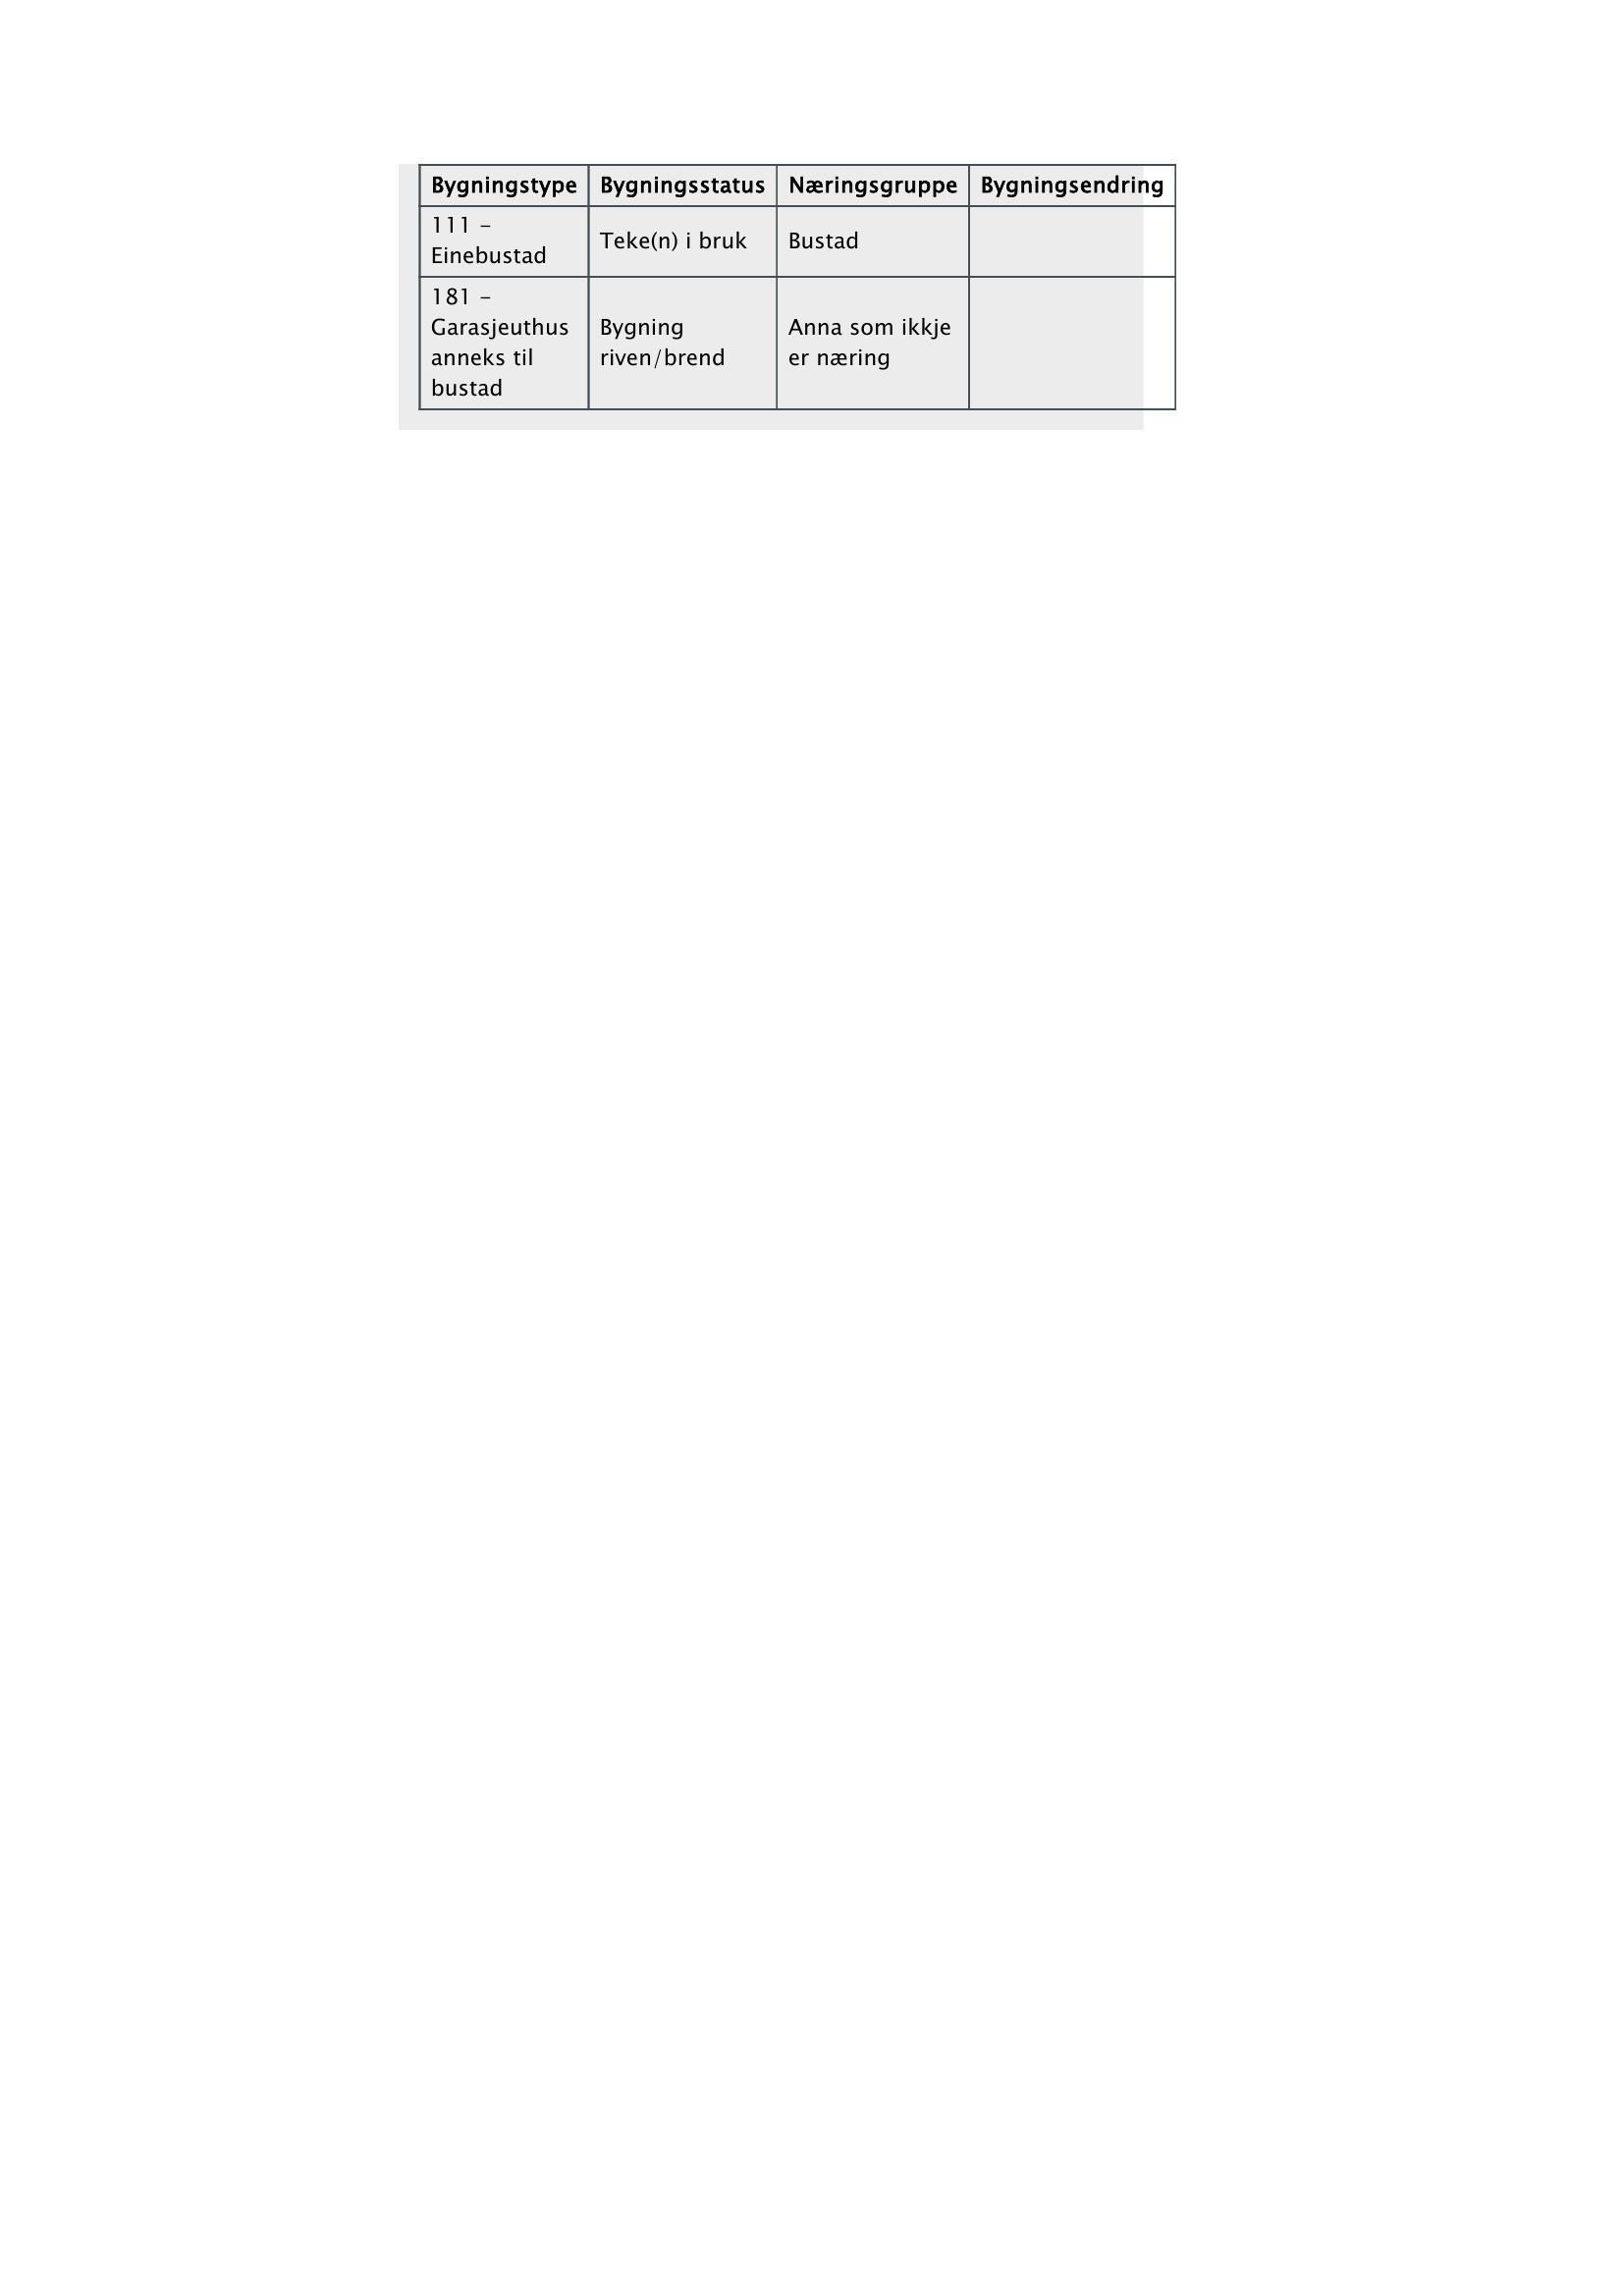 Bygningstype Bygningsstatus Næringsgruppe Bygningsendring
111 –
Einebustad
Teke(n) i bruk
Bustad
181 –
Garasjeuthus
anneks til
bustad
Bygning
riven/brend
Anna som ikkje
er næring